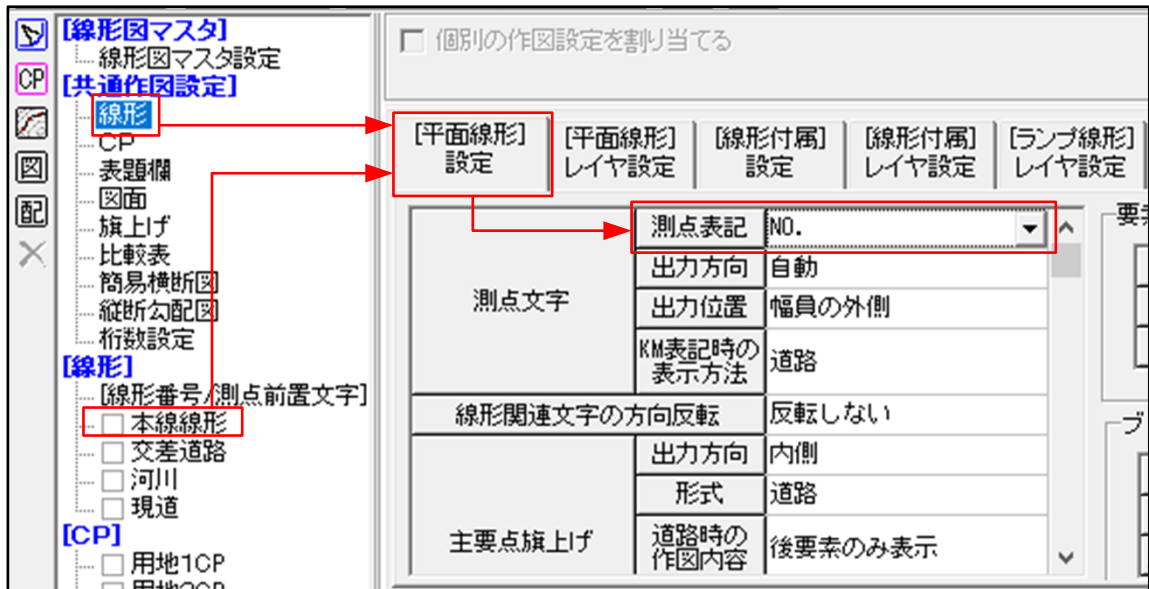 [線形図マスタ]
線形図マスタ設定
[共通作図設定]
線形
CP
表題欄
図面
旗上げ
比較表
簡易横断図
縦断勾配図
桁数設定
[線形]
[線形番号/測点前置文字]
本線線形
交差道路
河川
現道
[CP]
用地1CP
CP
図
配
個別の作図設定を割り当てる
[平面線形]
設定
[平面線形]
レイヤ設定
[線形付属]
設定
[線形付属]
レイヤ設定
[ランプ線形]
レイヤ設定
測点文字
測点表記 NO.
出力方向 自動
出力位置 幅員の外側
KM表記時の
表示方法
道路
線形関連文字の方向反転 反転しない
主要点旗上げ
出力方向 内側
形式 道路
道路時の
作図内容
後要素のみ表示